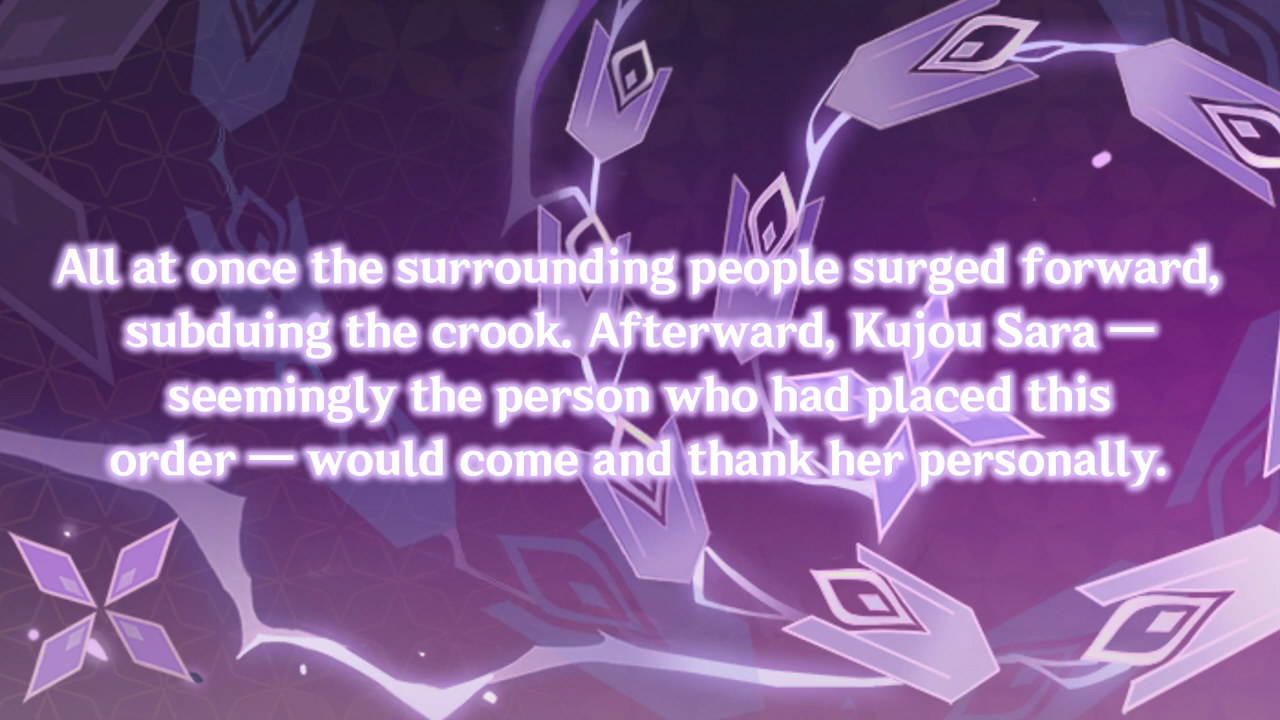 All at once the surrounding people surged forward,
subduing the crook. Afterward, Kujou Sara —
seemingly the person who had placed this
order — would come and thank her personally.